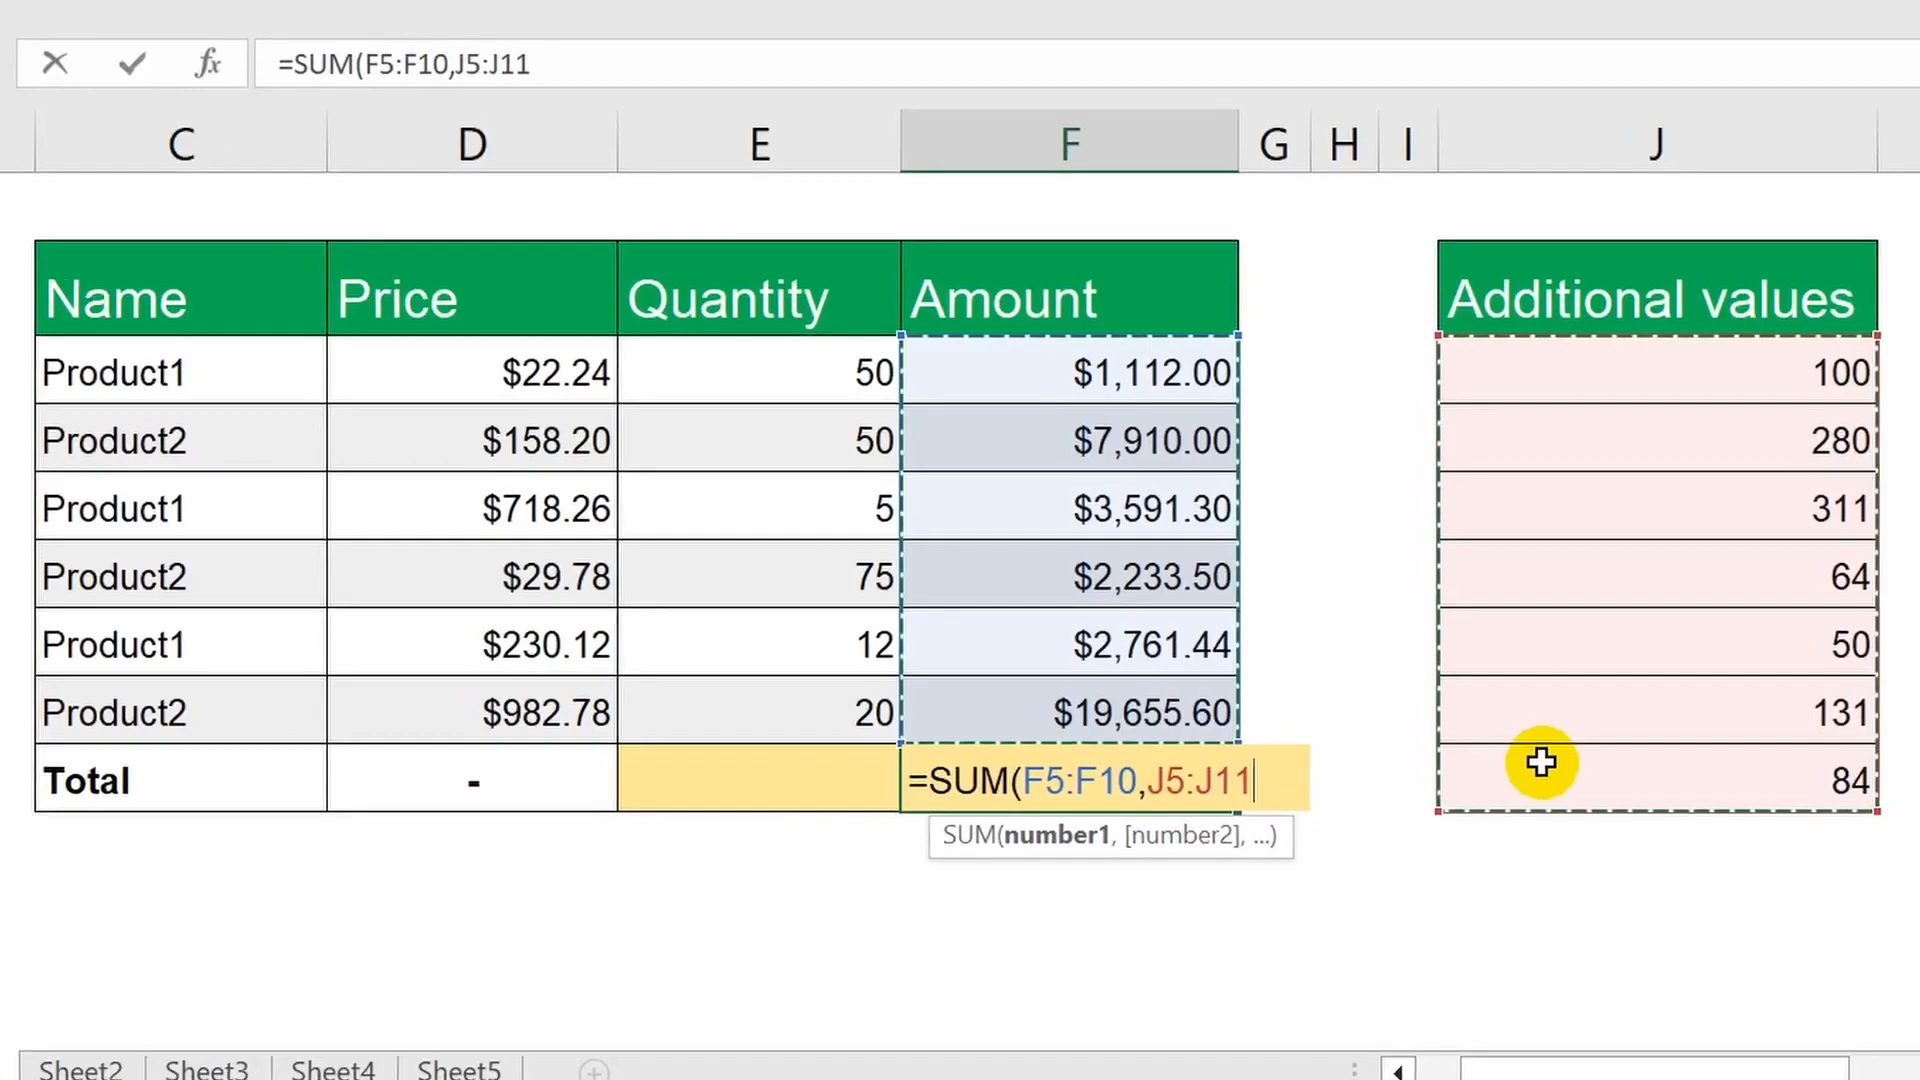 fx =SUM(F5:F10,J5:J11
C D E F G H I J
Name Price Quantity Amount Additional values
Product1 $22.24 50 $1,112.00 100
Product2 $158.20 50 $7,910.00 280
Product1 $718.26 5 $3,591.30 311
Product2 $29.78 75 $2,233.50 64
Product1 $230.12 12 $2,761.44 50
Product2 $982.78 20 $19,655.60 131
Total - =SUM(F5:F10,J5:J11 84
SUM(number1, [number2], ...)
Sheet2 Sheet3 Sheet4 Sheet5